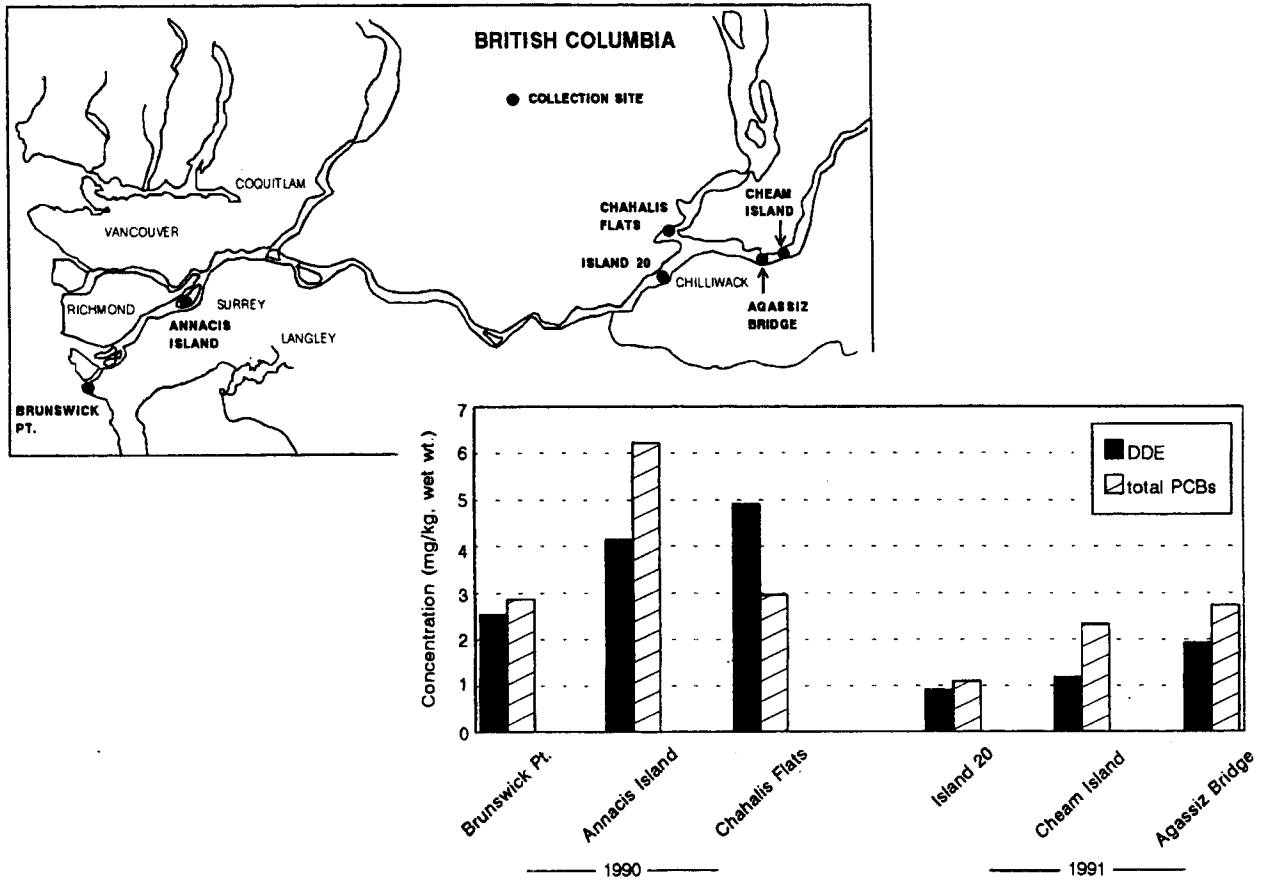 BRITISH COLUMBIA
COLLECTION SITE
COQUITLAM
VANCOUVER
CHAHALIS
FLATS
CHEAM
ISLAND
ISLAND 20
CHILLIWACK
AGASSIZ
BRIDGE
RICHMOND
SURREY
ANNACIS
ISLAND
LANGLEY
BRUNSWICK
PT.
Concentration (mg/kg, wet wt.)
7
6
5
4
3
2
1
0
DDE
total PCBs
Brunswick Pt.
Annacis Island
Chahalis Flats
Island 20
Cheam Island
Agassiz Bridge
1990
1991